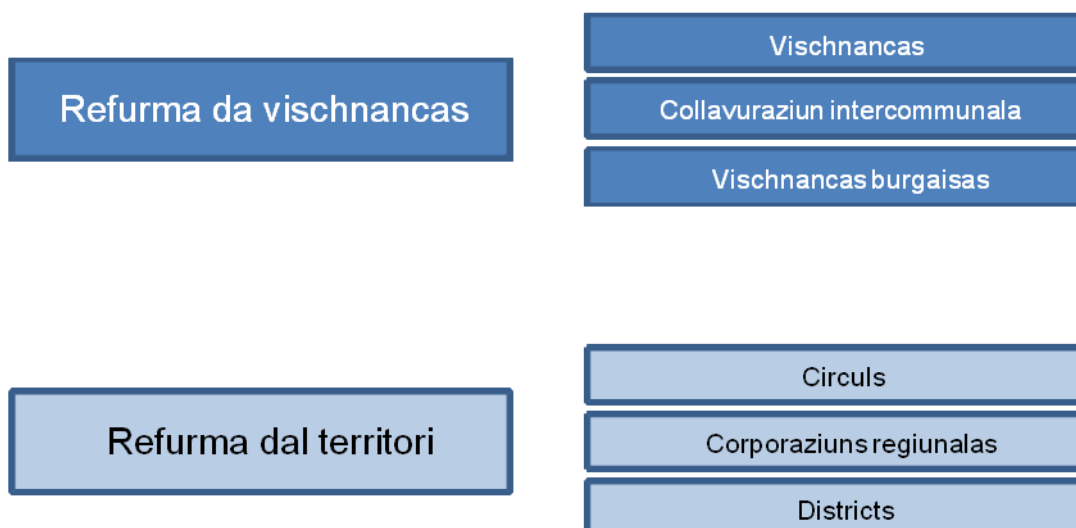 Refurma da vischnancas
Vischnancas
Collavuraziun intercommunala
Vischnancas burgaisas
Refurma dal territori
Circuls
Corporaziuns regiunalas
Districts